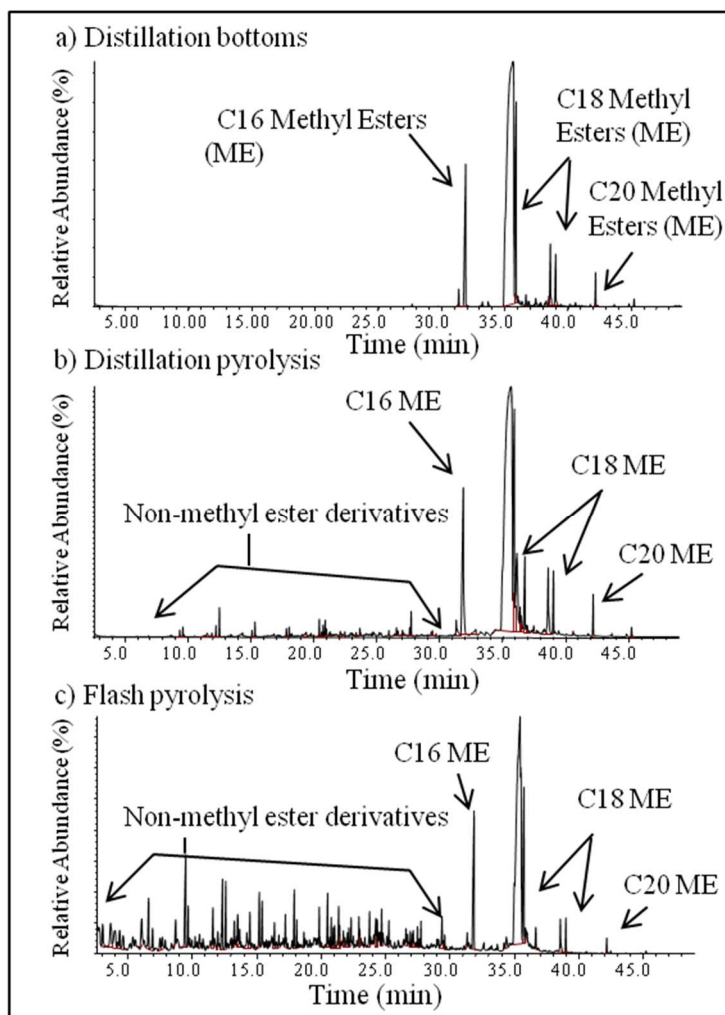 a) Distillation bottoms
Relative Abundance (%)
C16 Methyl Esters
(ME)
C18 Methyl
Esters (ME)
C20 Methyl
Esters (ME)
5.00 10.00 15.00 20.00 25.00 30.0 35.0 40.0 45.0
Time (min)
b) Distillation pyrolysis
Relative Abundance (%)
C16 ME
Non-methyl ester derivatives
C18 ME
C20 ME
5.0 10.0 15.0 20.0 25.0 30.0 35.0 40.0 45.0
Time (min)
c) Flash pyrolysis
Relative Abundance (%)
C16 ME
Non-methyl ester derivatives
C18 ME
C20 ME
5.0 10.0 15.0 20.0 25.0 30.0 35.0 40.0 45.0
Time (min)